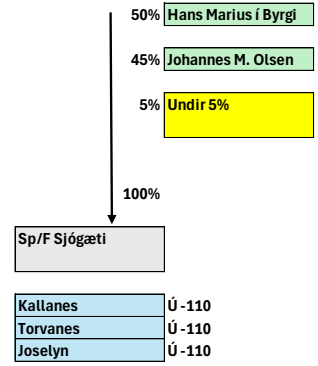 50% Hans Marius í Byrgi
45% Johannes M. Olsen
5% Undir 5%
100%
Sp/F Sjógæti
Kallanes Ú-110
Torvanes Ú-110
Joselyn Ú-110